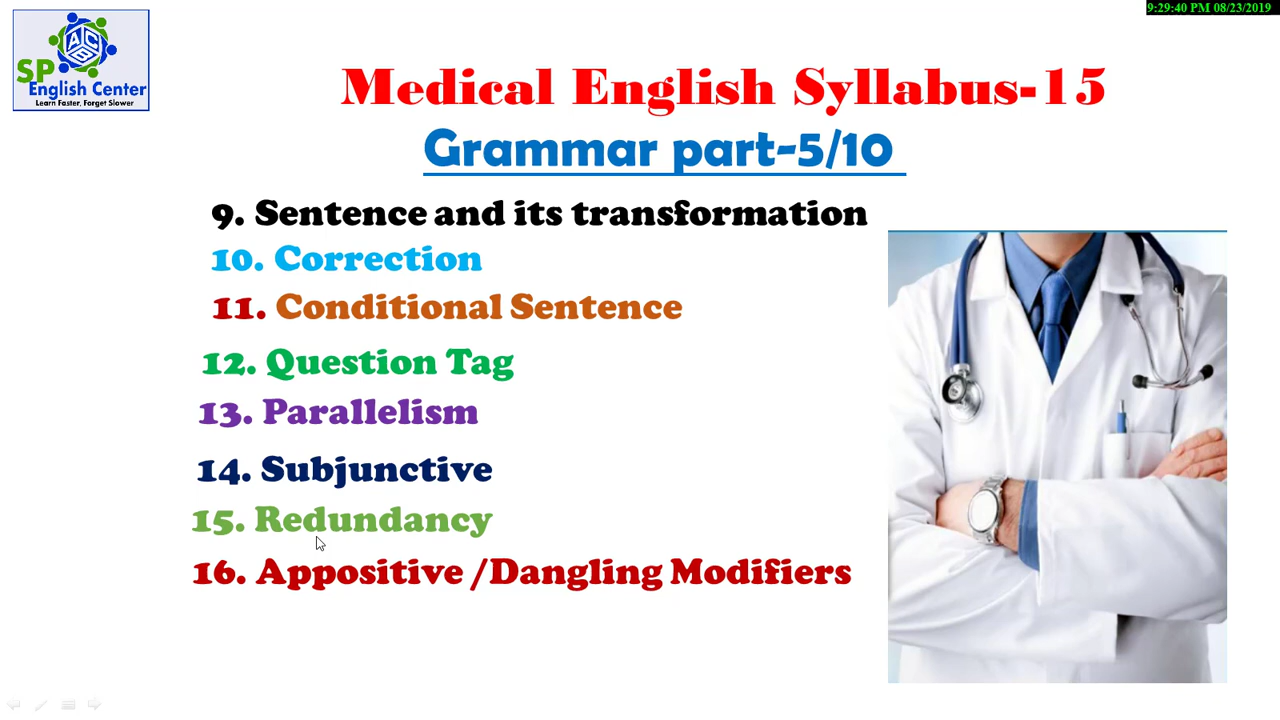 9:29:40 PM 08/23/2019
ABC
SP
English Center
Learn Faster, Forget Slower
Medical English Syllabus-15
Grammar part-5/10
9. Sentence and its transformation
10. Correction
11. Conditional Sentence
12. Question Tag
13. Parallelism
14. Subjunctive
15. Redundancy
16. Appositive /Dangling Modifiers